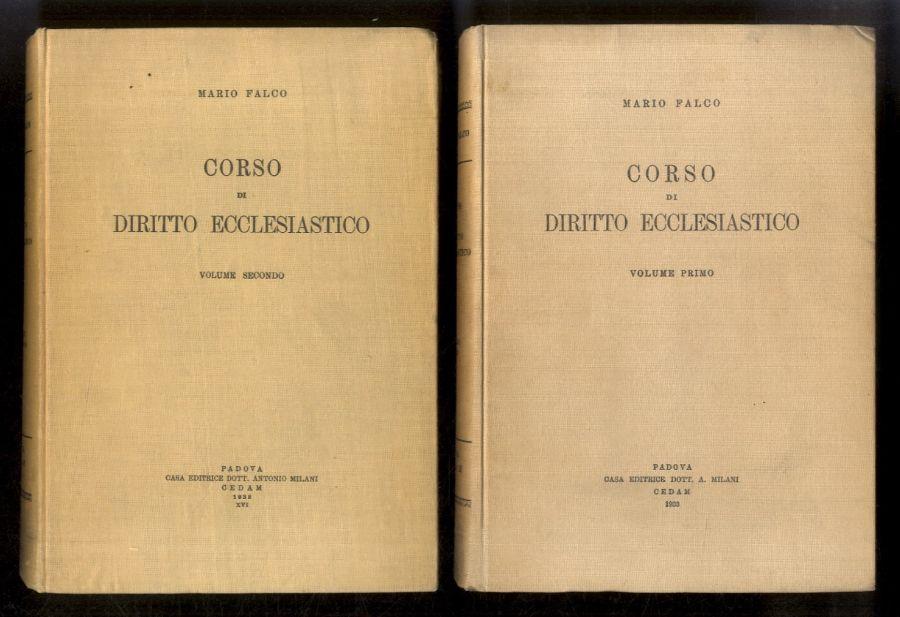 MARIO FALCO
CORSO
DI
DIRITTO ECCLESIASTICO
VOLUME SECONDO
PADOVA
CASA EDITRICE DOTT. ANTONIO MILANI
CEDAM
1938
XVI
MARIO FALCO
CORSO
DI
DIRITTO ECCLESIASTICO
VOLUME PRIMO
PADOVA
CASA EDITRICE DOTT. A. MILANI
CEDAM
1933